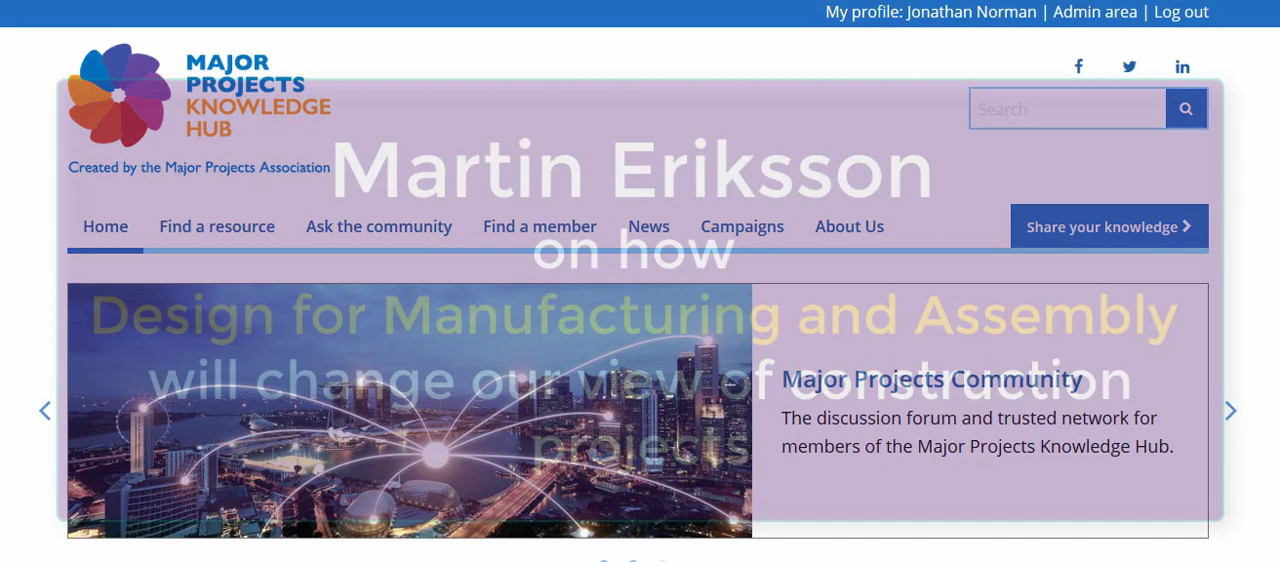 My profile: Jonathan Norman | Admin area | Log out
MAJOR
PROJECTS
KNOWLEDGE
HUB
Created by the Major Projects Association
Search
Martin Eriksson
Home Find a resource Ask the community Find a member News Campaigns About Us Share your knowledge
on how
Design for Manufacturing and Assembly
will change our view of construction
projects
Major Projects Community
The discussion forum and trusted network for
members of the Major Projects Knowledge Hub.